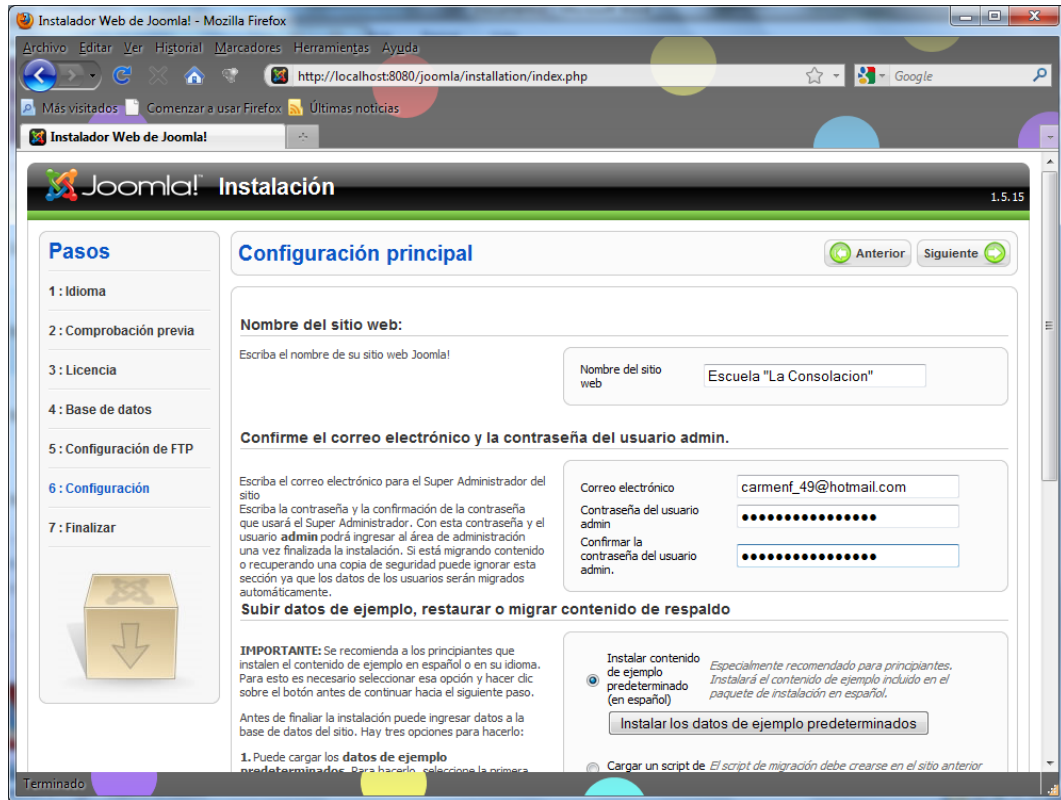 Instalador Web de Joomla! - Mozilla Firefox
Archivo Editar Ver Historial Marcadores Herramientas Ayuda
http://localhost:8080/joomla/installation/index.php
Google
Más visitados Comenzar a usar Firefox Últimas noticias
Instalador Web de Joomla!
Joomla! Instalación
1.5.15
Pasos
1 : Idioma
2 : Comprobación previa
3 : Licencia
4 : Base de datos
5 : Configuración de FTP
6 : Configuración
7 : Finalizar
Configuración principal
Anterior
Siguiente
Nombre del sitio web:
Escriba el nombre de su sitio web Joomla!
Nombre del sitio
web
Escuela "La Consolacion"
Confirme el correo electrónico y la contraseña del usuario admin.
Escriba el correo electrónico para el Super Administrador del
sitio
Escriba la contraseña y la confirmación de la contraseña
que usará el Super Administrador. Con esta contraseña y el
usuario admin podrá ingresar al área de administración
una vez finalizada la instalación. Si está migrando contenido
o recuperando una copia de seguridad puede ignorar esta
sección ya que los datos de los usuarios serán migrados
automáticamente.
Correo electrónico
carmenf_49@hotmail.com
Contraseña del usuario
admin
••••••••••••••••
Confirmar la
contraseña del usuario
admin.
••••••••••••••••
Subir datos de ejemplo, restaurar o migrar contenido de respaldo
IMPORTANTE: Se recomienda a los principiantes que
instalen el contenido de ejemplo en español o en su idioma.
Para esto es necesario seleccionar esa opción y hacer clic
sobre el botón antes de continuar hacia el siguiente paso.
Antes de finaliar la instalación puede ingresar datos a la
base de datos del sitio. Hay tres opciones para hacerlo:
1. Puede cargar los datos de ejemplo
predeterminados. Para hacerlo, seleccione la primera
Instalar contenido
de ejemplo
predeterminado
(en español)
Especialmente recomendado para principiantes.
Instalará el contenido de ejemplo incluido en el
paquete de instalación en español.
Instalar los datos de ejemplo predeterminados
Cargar un script de
El script de migración debe crearse en el sitio anterior
Terminado